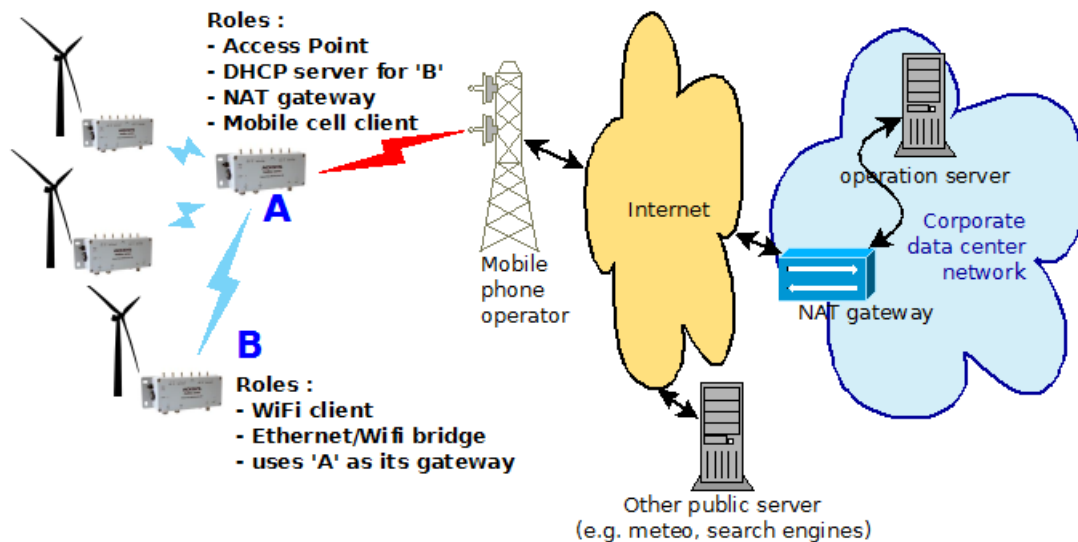 Roles :
- Access Point
- DHCP server for 'B'
- NAT gateway
- Mobile cell client
A
B
Roles :
- WiFi client
- Ethernet/Wifi bridge
- uses 'A' as its gateway
Mobile
phone
operator
Internet
operation server
Corporate
data center
network
NAT gateway
Other public server
(e.g. meteo, search engines)